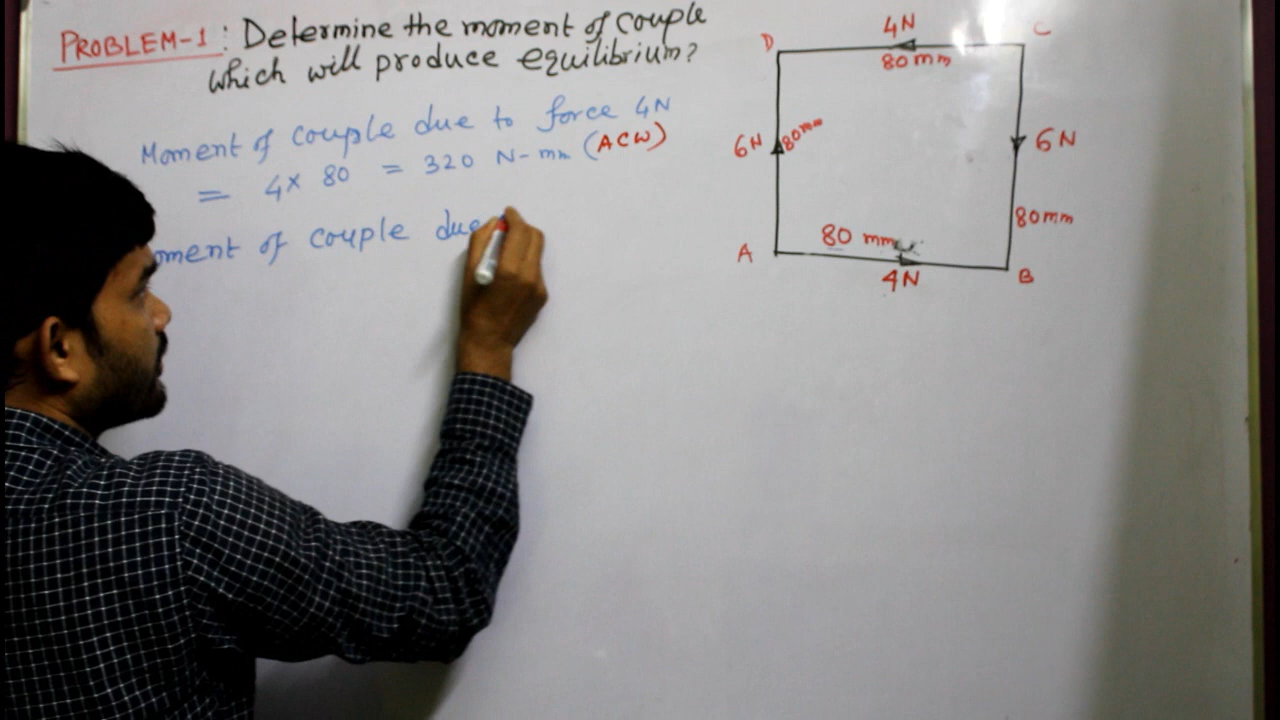 PROBLEM-1: Determine the moment of couple
which will produce equilibrium?
Moment of couple due to force 4N
= 4 x 80 = 320 N-mm (ACW)
oment of couple due
D
4N
C
80 mm
6N
80mm
6N
80mm
80 mm
A
4N
B